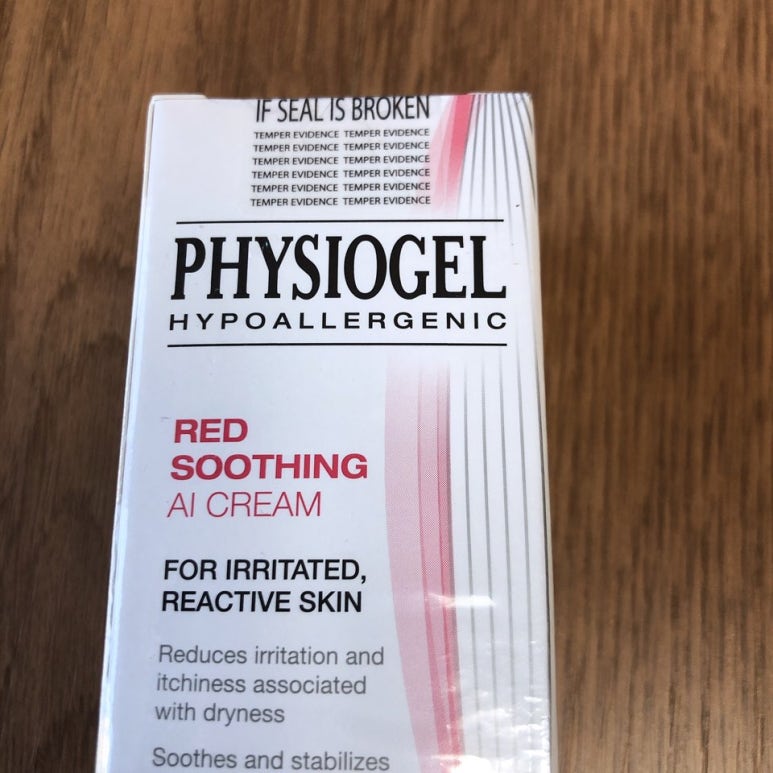 IF SEAL IS BROKEN
TEMPER EVIDENCE TEMPER EVIDENCE
TEMPER EVIDENCE TEMPER EVIDENCE
TEMPER EVIDENCE TEMPER EVIDENCE
TEMPER EVIDENCE TEMPER EVIDENCE
TEMPER EVIDENCE TEMPER EVIDENCE
TEMPER EVIDENCE TEMPER EVIDENCE
PHYSIOGEL
HYPOALLERGENIC
RED
SOOTHING
AI CREAM
FOR IRRITATED,
REACTIVE SKIN
Reduces irritation and
itchiness associated
with dryness
Soothes and stabilizes